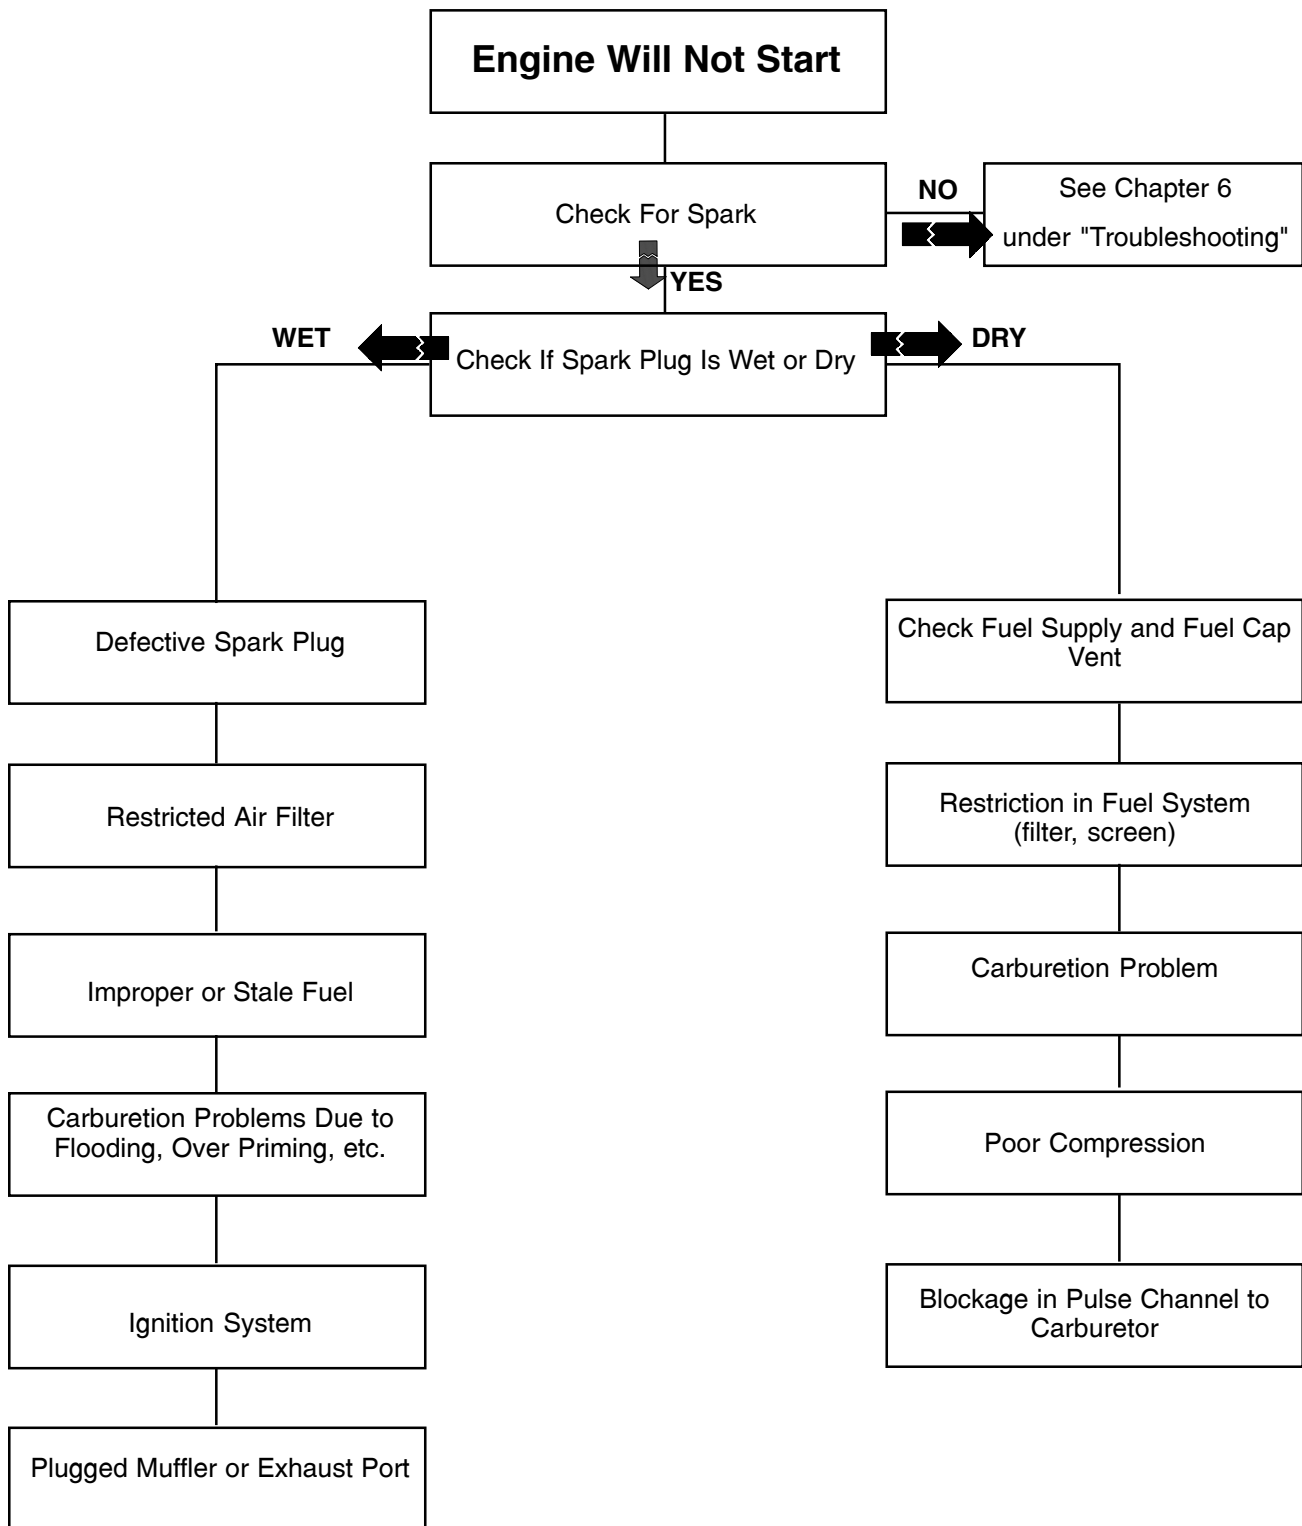 Engine Will Not Start
Check For Spark
NO
See Chapter 6
under "Troubleshooting"
YES
WET
Check If Spark Plug Is Wet or Dry
DRY
Defective Spark Plug
Restricted Air Filter
Improper or Stale Fuel
Carburetion Problems Due to
Flooding, Over Priming, etc.
Ignition System
Plugged Muffler or Exhaust Port
Check Fuel Supply and Fuel Cap
Vent
Restriction in Fuel System
(filter, screen)
Carburetion Problem
Poor Compression
Blockage in Pulse Channel to
Carburetor